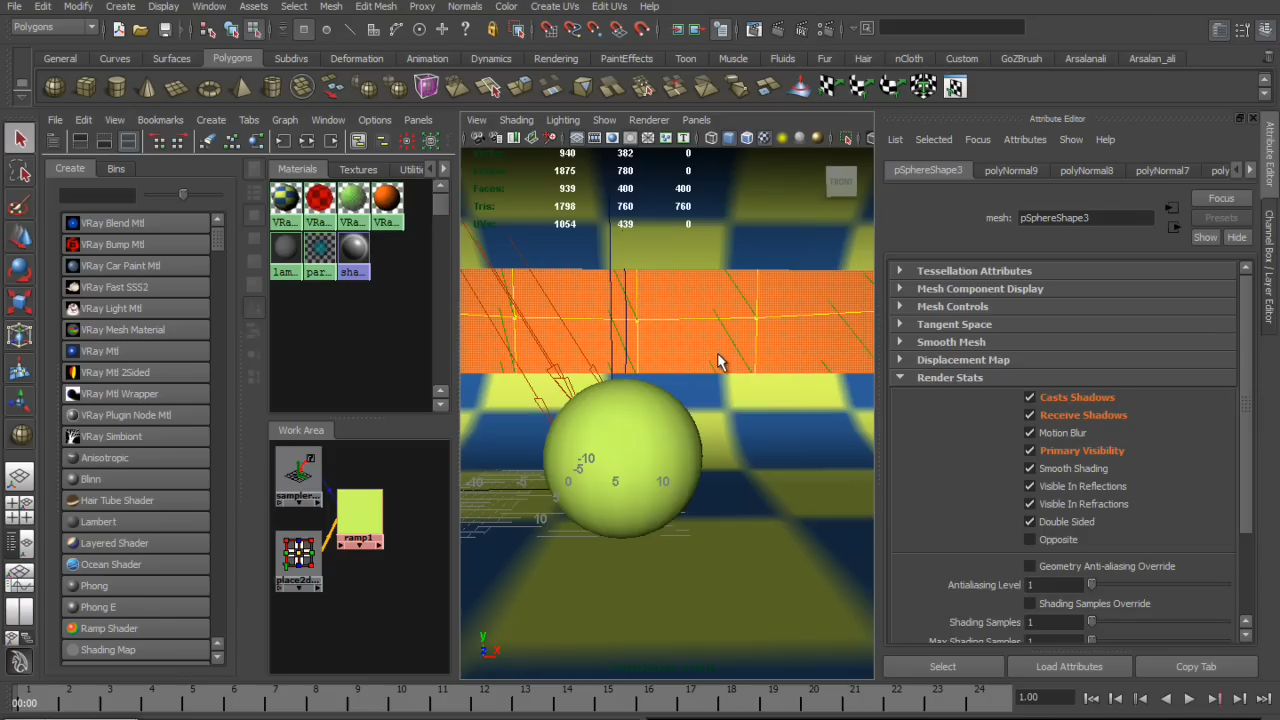 File Edit Modify Create Display Window Assets Select Mesh Edit Mesh Proxy Normals Color Create UVs Edit UVs Help
Polygons
General Curves Surfaces Polygons Subdivs Deformation Animation Dynamics Rendering PaintEffects Toon Muscle Fluids Fur Hair nCloth Custom GoZBrush Arsalanali Arsalan_ali
Edit View Bookmarks Create Tabs Graph Window Options Panels
View Shading Lighting Show Renderer Panels
Attribute Editor
List Selected Focus Attributes Show Help
Create Bins
Materials Textures Utilitie
pSphereShape3 polyNormal9 polyNormal8 polyNormal7 poly
mesh: pSphereShape3
Focus
Presets
Show Hide
VRay Blend Mtl
VRay Bump Mtl
VRay Car Paint Mtl
VRay Fast SSS2
VRay Light Mtl
VRay Mesh Material
VRay Mtl
VRay Mtl 2Sided
VRay Mtl Wrapper
VRay Plugin Node Mtl
VRay Simbiont
Anisotropic
Blinn
Hair Tube Shader
Lambert
Layered Shader
Ocean Shader
Phong
Phong E
Ramp Shader
Shading Map
VRa... VRa... VRa... VRa...
lam... par... sha...
Work Area
sampler...
ramp1
place2d...
940 382 0
1875 780 0
Faces: 939 400 400
Tris: 1798 760 760
UVs: 1054 439 0
FRONT
-10
-5
0 5 10
-10 -5 0
5
10
y
z x
Tessellation Attributes
Mesh Component Display
Mesh Controls
Tangent Space
Smooth Mesh
Displacement Map
Render Stats
Casts Shadows
Receive Shadows
Motion Blur
Primary Visibility
Smooth Shading
Visible In Reflections
Visible In Refractions
Double Sided
Opposite
Geometry Anti-aliasing Override
Antialiasing Level 1
Shading Samples Override
Shading Samples 1
Max Shading Samples 1
Select Load Attributes Copy Tab
Attribute Editor
Channel Box / Layer Editor
1 2 3 4 5 6 7 8 9 10 11 12 13 14 15 16 17 18 19 20 21 22 23 24
00:00
1.00